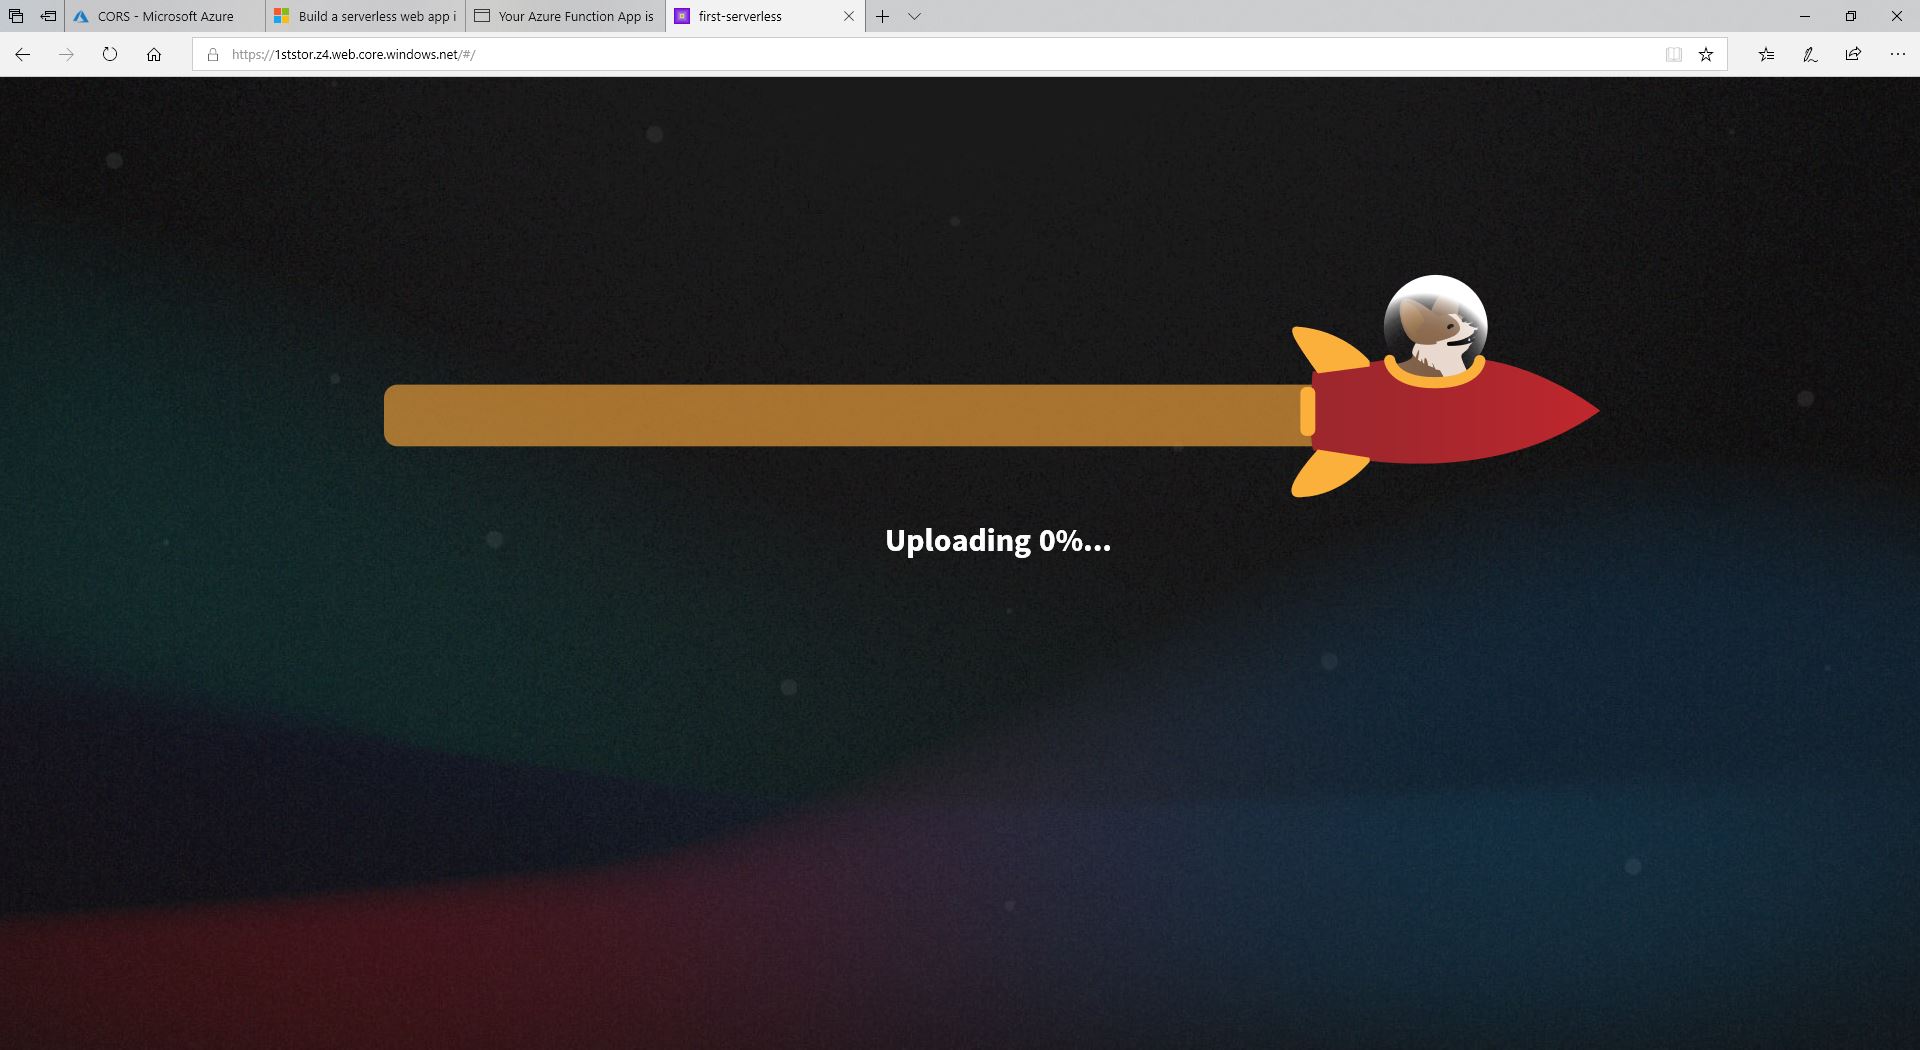 CORS - Microsoft Azure
Build a serverless web app i
Your Azure Function App is
first-serverless
https://1ststor.z4.web.core.windows.net/#/
Uploading 0%...